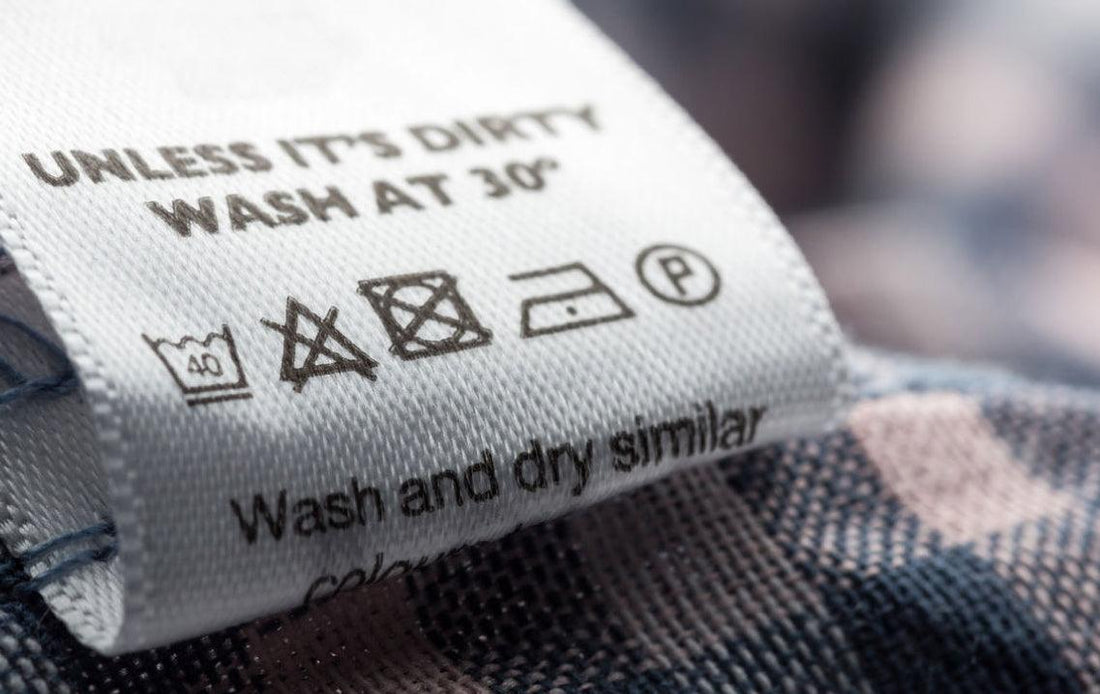 UNLESS IT'S DIRTY
WASH AT 30°
40 P
Wash and dry similar